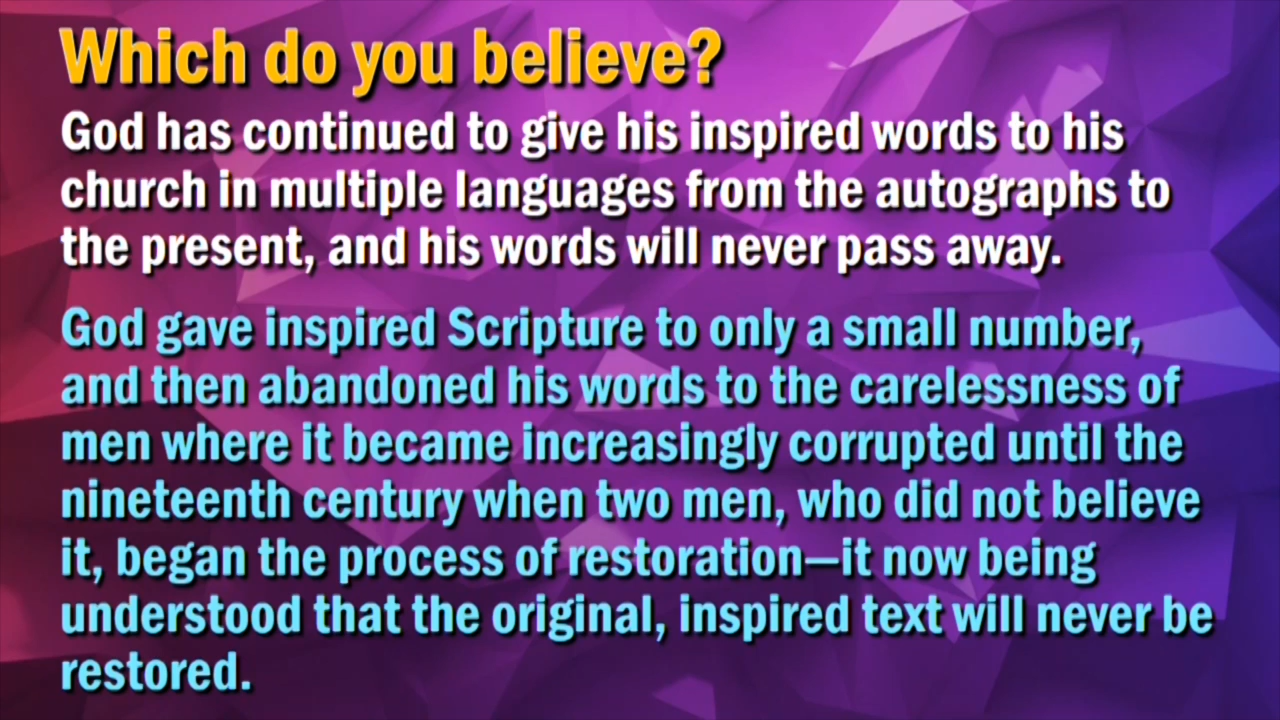 Which do you believe?
God has continued to give his inspired words to his
church in multiple languages from the autographs to
the present, and his words will never pass away.
God gave inspired Scripture to only a small number,
and then abandoned his words to the carelessness of
men where it became increasingly corrupted until the
nineteenth century when two men, who did not believe
it, began the process of restoration—it now being
understood that the original, inspired text will never be
restored.